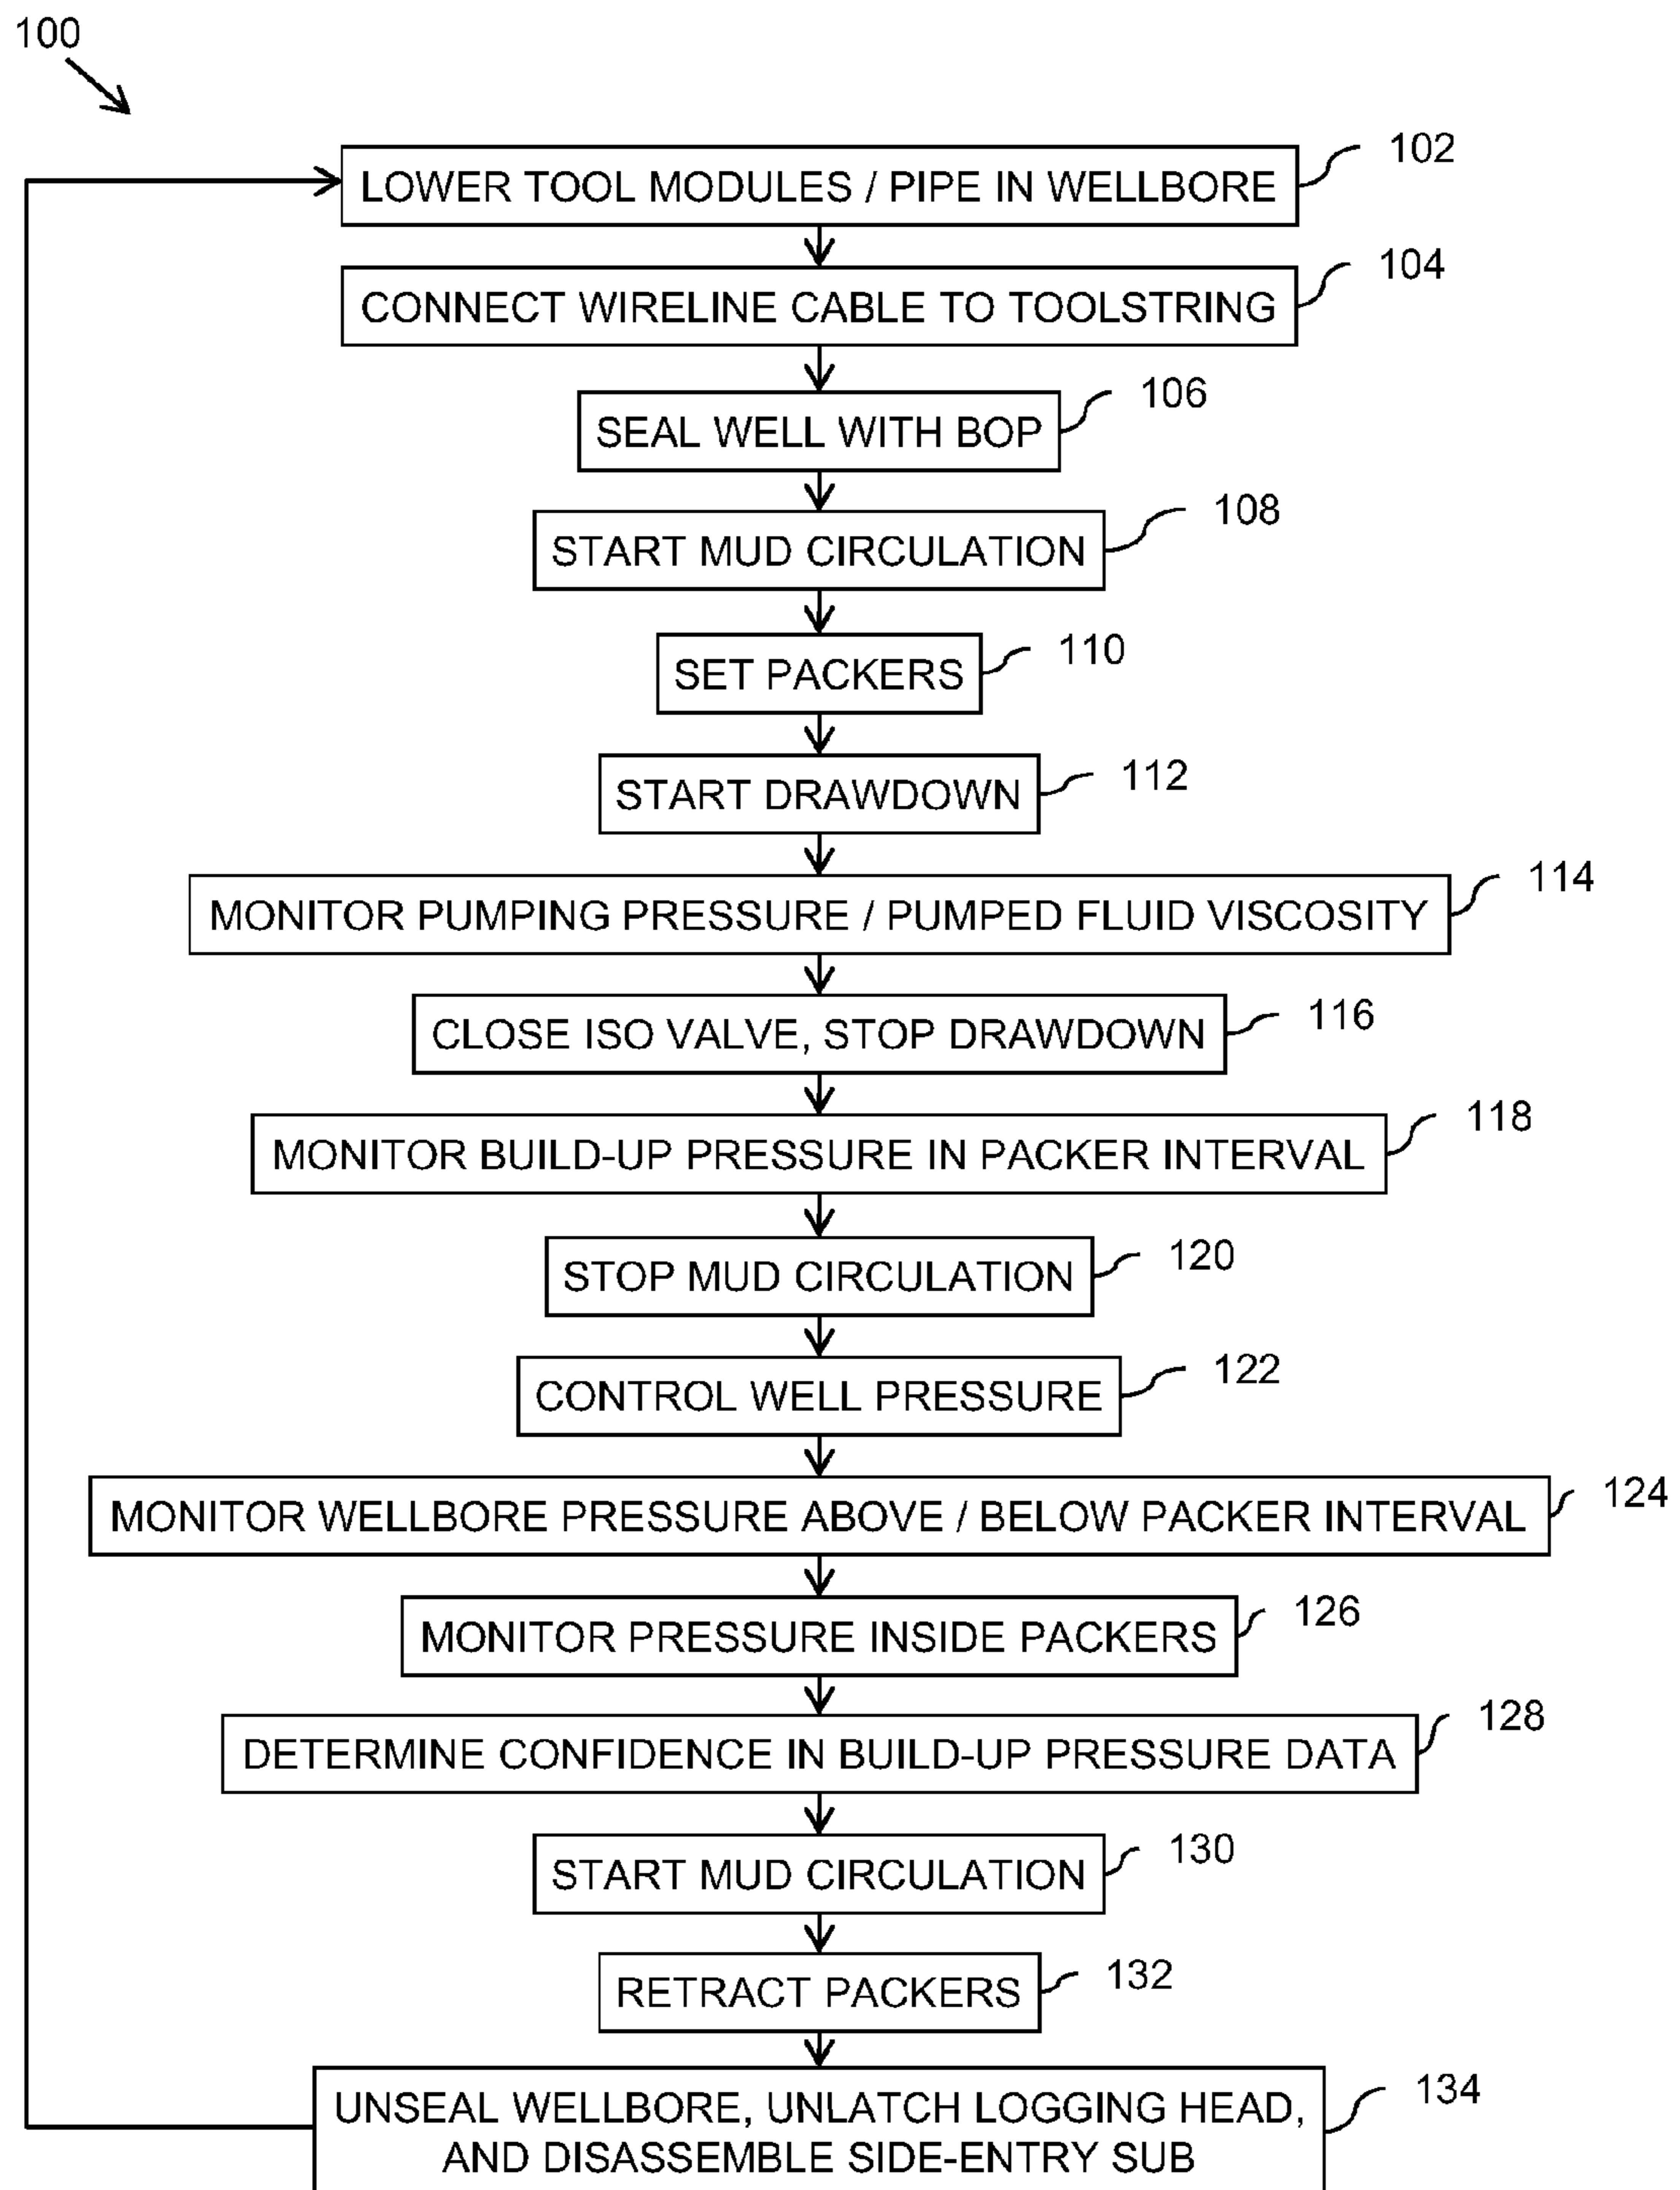 100
LOWER TOOL MODULES / PIPE IN WELLBORE
102
CONNECT WIRELINE CABLE TO TOOLSTRING
104
SEAL WELL WITH BOP
106
START MUD CIRCULATION
108
SET PACKERS
110
START DRAWDOWN
112
MONITOR PUMPING PRESSURE / PUMPED FLUID VISCOSITY
114
CLOSE ISO VALVE, STOP DRAWDOWN
116
MONITOR BUILD-UP PRESSURE IN PACKER INTERVAL
118
STOP MUD CIRCULATION
120
CONTROL WELL PRESSURE
122
MONITOR WELLBORE PRESSURE ABOVE / BELOW PACKER INTERVAL
124
MONITOR PRESSURE INSIDE PACKERS
126
DETERMINE CONFIDENCE IN BUILD-UP PRESSURE DATA
128
START MUD CIRCULATION
130
RETRACT PACKERS
132
UNSEAL WELLBORE, UNLATCH LOGGING HEAD,
AND DISASSEMBLE SIDE-ENTRY SUB
134